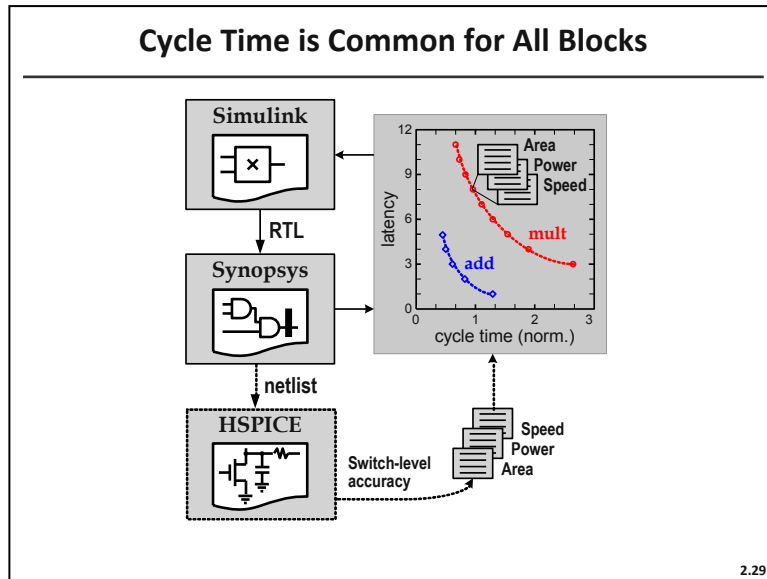 Cycle Time is Common for All Blocks
Simulink
×
RTL
Synopsys
netlist
HSPICE
Switch-level
accuracy
Speed
Power
Area
12
9
6
3
0
latency
0 1 2 3
cycle time (norm.)
Area
Power
Speed
mult
add
2.29